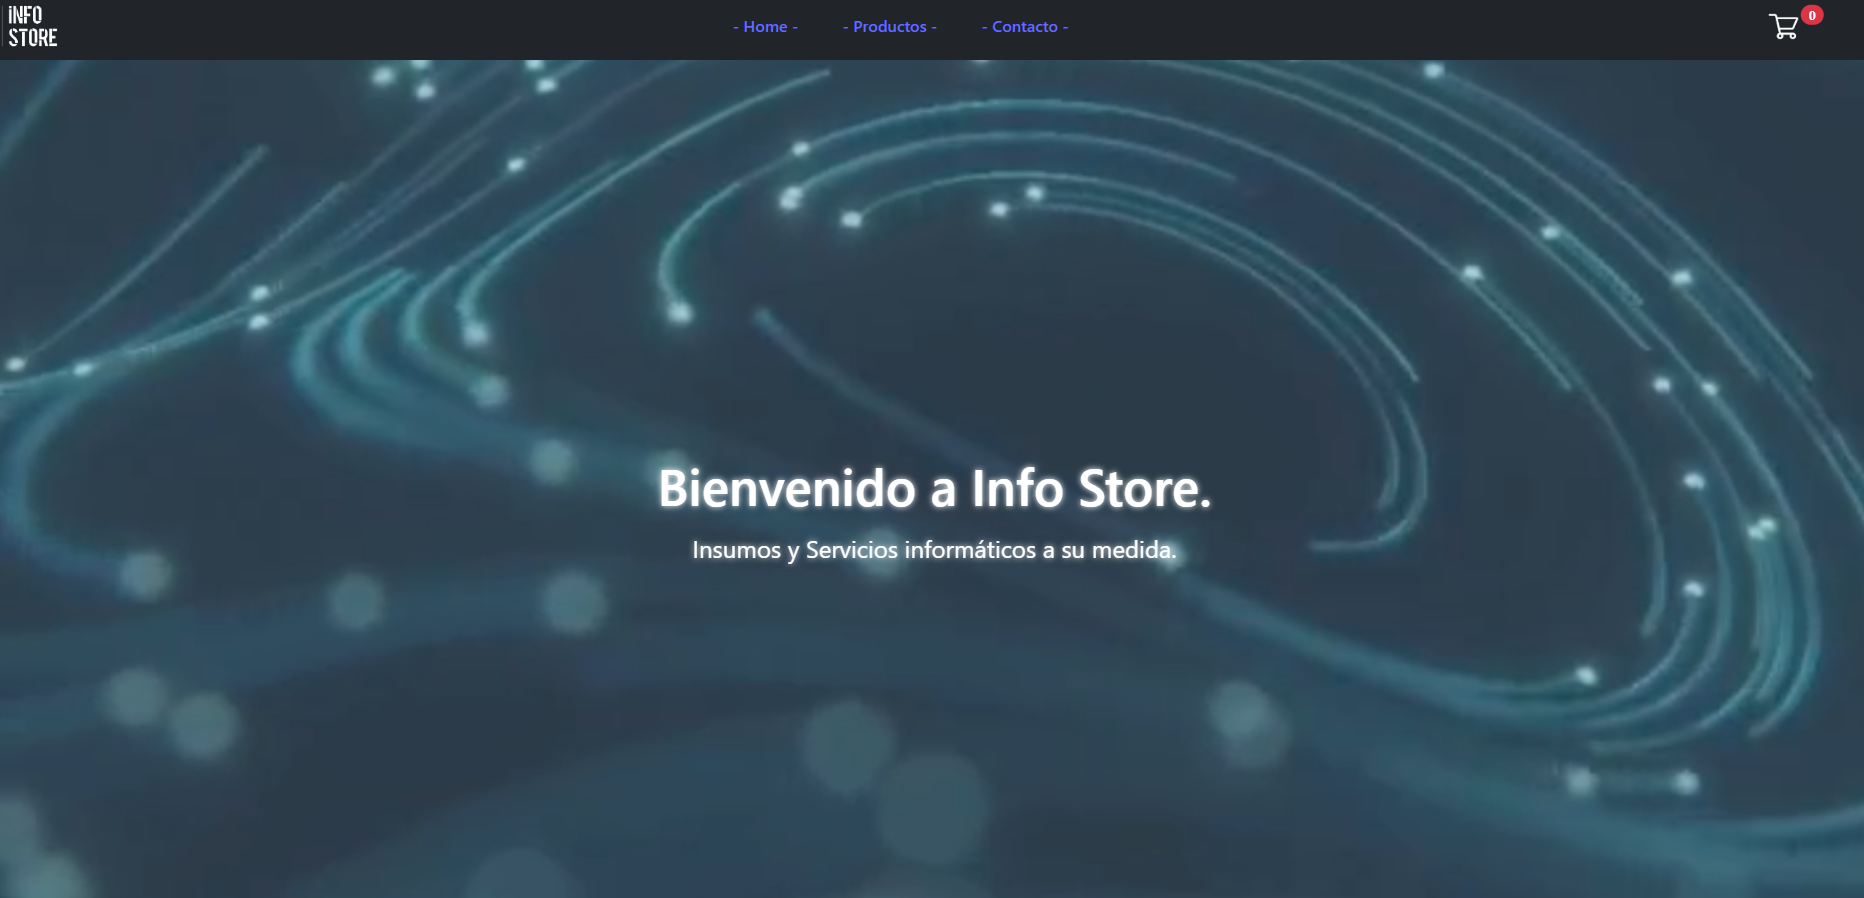 INFO
STORE
- Home -
- Productos -
- Contacto -
0
Bienvenido a Info Store.
Insumos y Servicios informáticos a su medida.